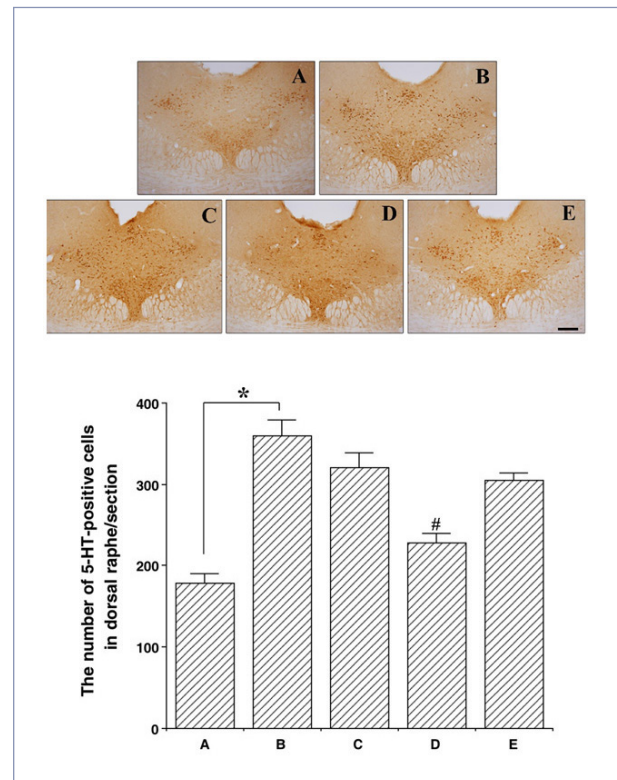 A
B
C
D
E
*
400
300
200
100
0
#
The number of 5-HT-positive cells
in dorsal raphe/section
A B C D E